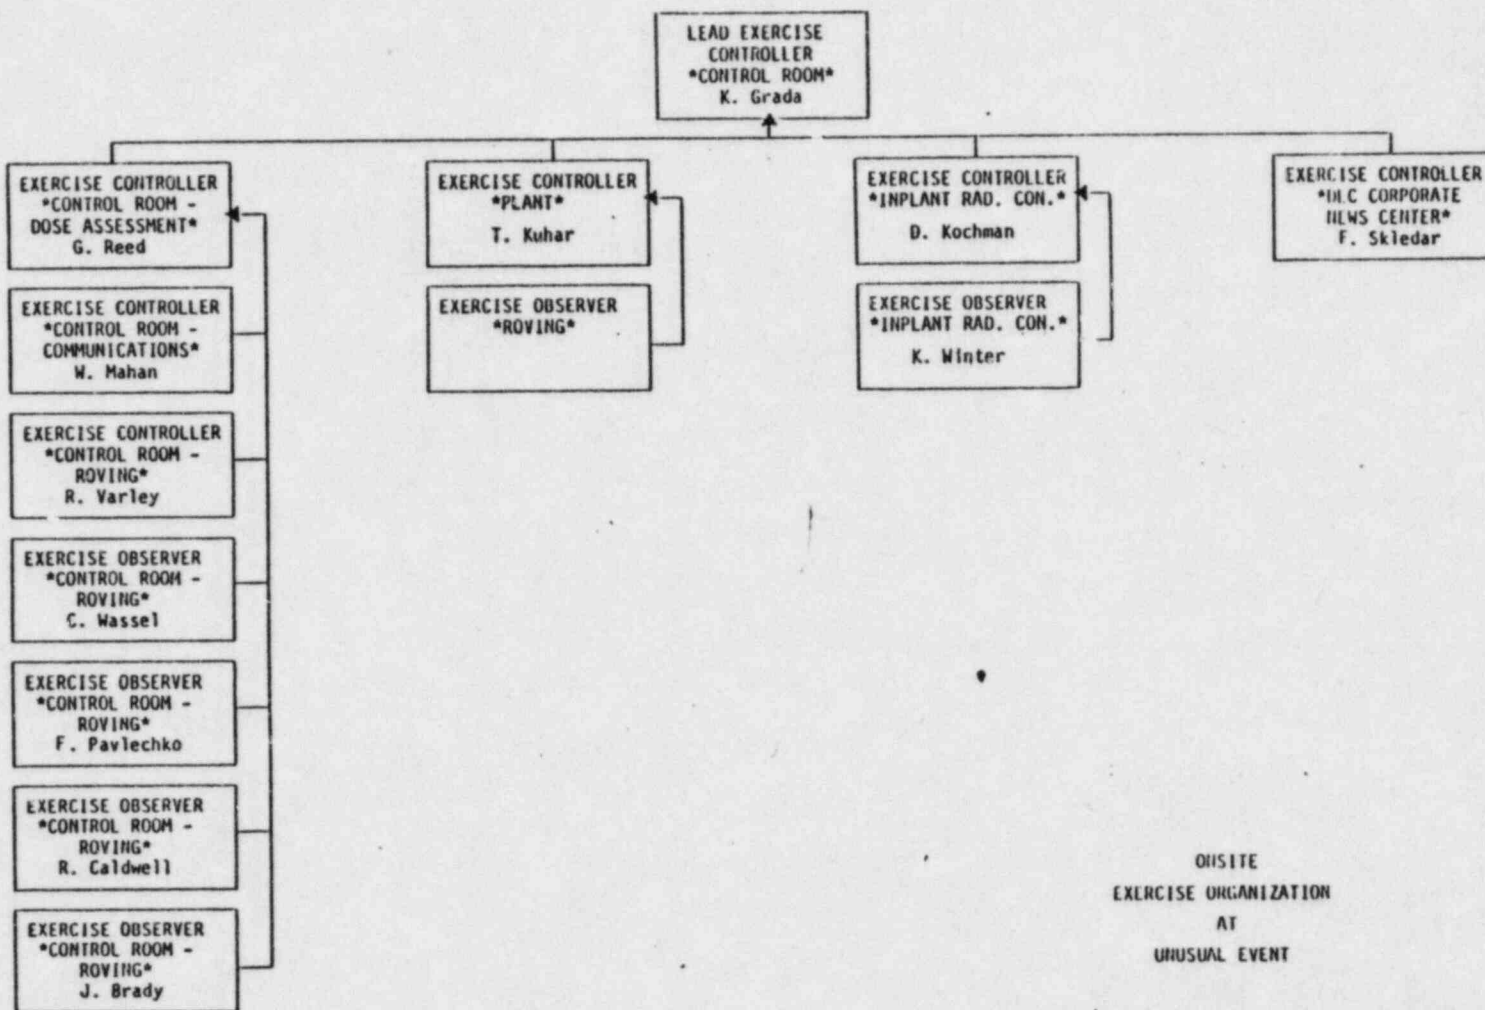 LEAD EXERCISE
CONTROLLER
*CONTROL ROOM*
K. Grada
EXERCISE CONTROLLER
*CONTROL ROOM -
DOSE ASSESSMENT*
G. Reed
EXERCISE CONTROLLER
*CONTROL ROOM -
COMMUNICATIONS*
W. Mahan
EXERCISE CONTROLLER
*CONTROL ROOM -
ROVING*
R. Varley
EXERCISE OBSERVER
*CONTROL ROOM -
ROVING*
C. Wassel
EXERCISE OBSERVER
*CONTROL ROOM -
ROVING*
F. Pavlechko
EXERCISE OBSERVER
*CONTROL ROOM -
ROVING*
R. Caldwell
EXERCISE OBSERVER
*CONTROL ROOM -
ROVING*
J. Brady
EXERCISE CONTROLLER
*PLANT*
T. Kuhar
EXERCISE OBSERVER
*ROVING*
EXERCISE CONTROLLER
*INPLANT RAD. CON.*
D. Kochman
EXERCISE OBSERVER
*INPLANT RAD. CON.*
K. Winter
EXERCISE CONTROLLER
*DLC CORPORATE
NEWS CENTER*
F. Skledar
ONSITE
EXERCISE ORGANIZATION
AT
UNUSUAL EVENT